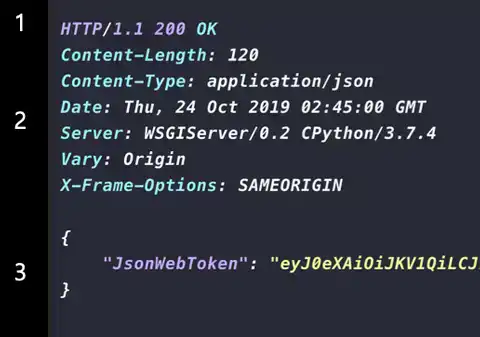 1
HTTP/1.1 200 OK
Content-Length: 120
Content-Type: application/json
Date: Thu, 24 Oct 2019 02:45:00 GMT
2
Server: WSGIServer/0.2 CPython/3.7.4
Vary: Origin
X-Frame-Options: SAMEORIGIN
{
3
"JsonWebToken": "eyJ0eXAiOiJKV1QiLCJ
}